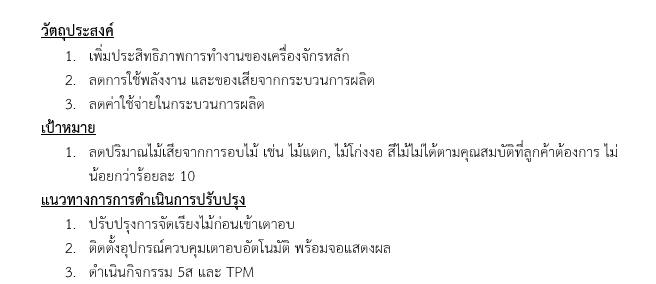 วัตถุประสงค์
1. เพิ่มประสิทธิภาพการทำงานของเครื่องจักรหลัก
2. ลดการใช้พลังงาน และของเสียจากกระบวนการผลิต
3. ลดค่าใช้จ่ายในกระบวนการผลิต
เป้าหมาย
1. ลดปริมาณไม้เสียจากการอบไม้ เช่น ไม้แตก, ไม้โก่งงอ สีไม้ไม่ได้ตามคุณสมบัติที่ลูกค้าต้องการ ไม่
น้อยกว่าร้อยละ 10
แนวทางการการดำเนินการปรับปรุง
1. ปรับปรุงการจัดเรียงไม้ก่อนเข้าเตาอบ
2. ติดตั้งอุปกรณ์ควบคุมเตาอบอัตโนมัติ พร้อมจอแสดงผล
3. ดำเนินกิจกรรม 5ส และ TPM